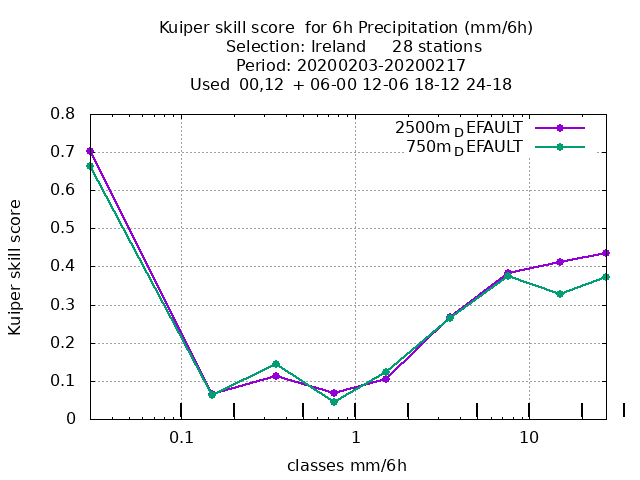 Kuiper skill score  for 6h Precipitation (mm/6h)
Selection: Ireland     28 stations
Period: 20200203-20200217
Used  00,12  + 06-00 12-06 18-12 24-18
2500m_DEFAULT
750m_DEFAULT
0.8
0.7
0.6
0.5
0.4
0.3
0.2
0.1
0
Kuiper skill score
0.1 1 10
classes mm/6h